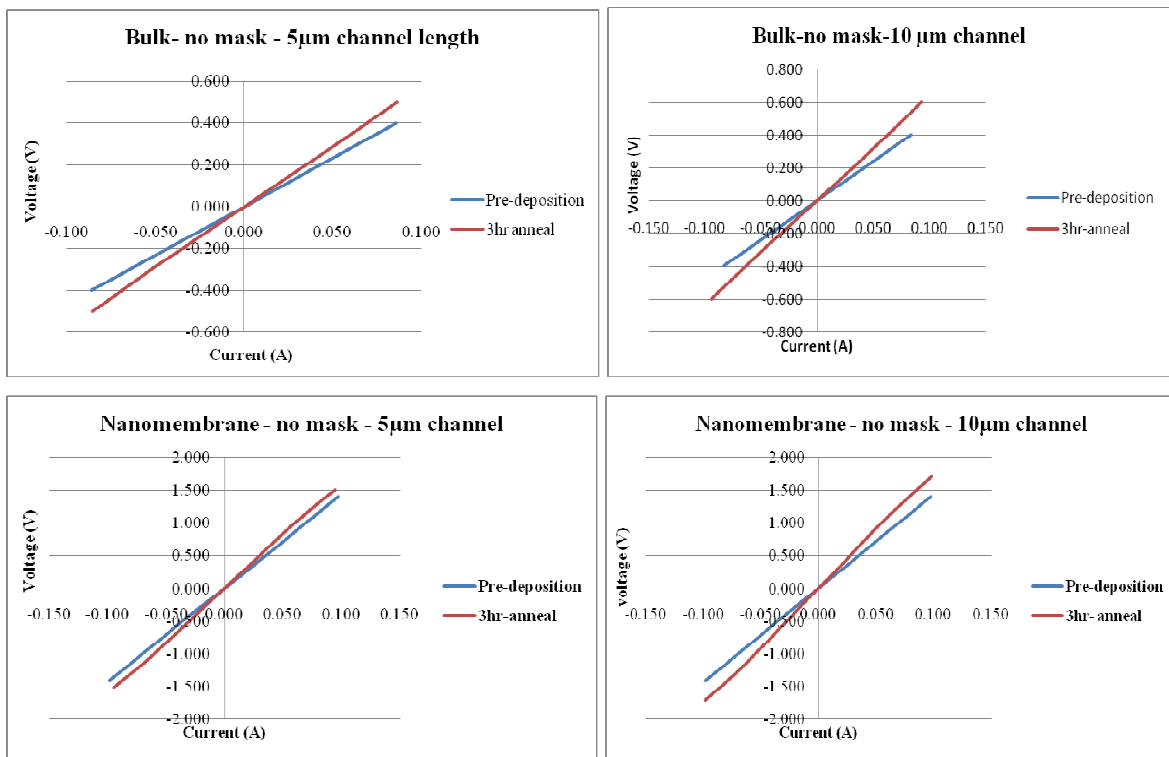 Bulk- no mask - 5µm channel length
0.600
0.400
0.200
0.000
-0.200
-0.400
-0.600
-0.100 -0.050 0.000 0.050 0.100
Voltage (V)
Current (A)
Pre-deposition
3hr anneal
Bulk-no mask-10 µm channel
0.800
0.600
0.400
0.200
0.000
-0.200
-0.400
-0.600
-0.800
-0.150 -0.100 -0.050 0.000 0.050 0.100 0.150
Voltage (V)
Current (A)
Pre-deposition
3hr-anneal
Nanomembrane - no mask - 5µm channel
2.000
1.500
1.000
0.500
0.000
-0.500
-1.000
-1.500
-2.000
-0.150 -0.100 -0.050 0.000 0.050 0.100 0.150
Voltage (V)
Current (A)
Pre-deposition
3hr-anneal
Nanomembrane - no mask - 10µm channel
2.000
1.500
1.000
0.500
0.000
-0.500
-1.000
-1.500
-2.000
-0.150 -0.100 -0.050 0.000 0.050 0.100 0.150
voltage (V)
Current (A)
Pre-deposition
3hr- anneal